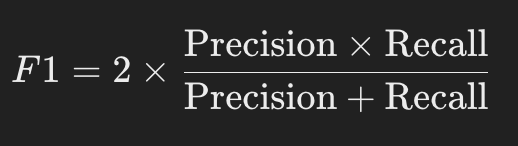 F1 = 2 × Precision × Recall / Precision + Recall